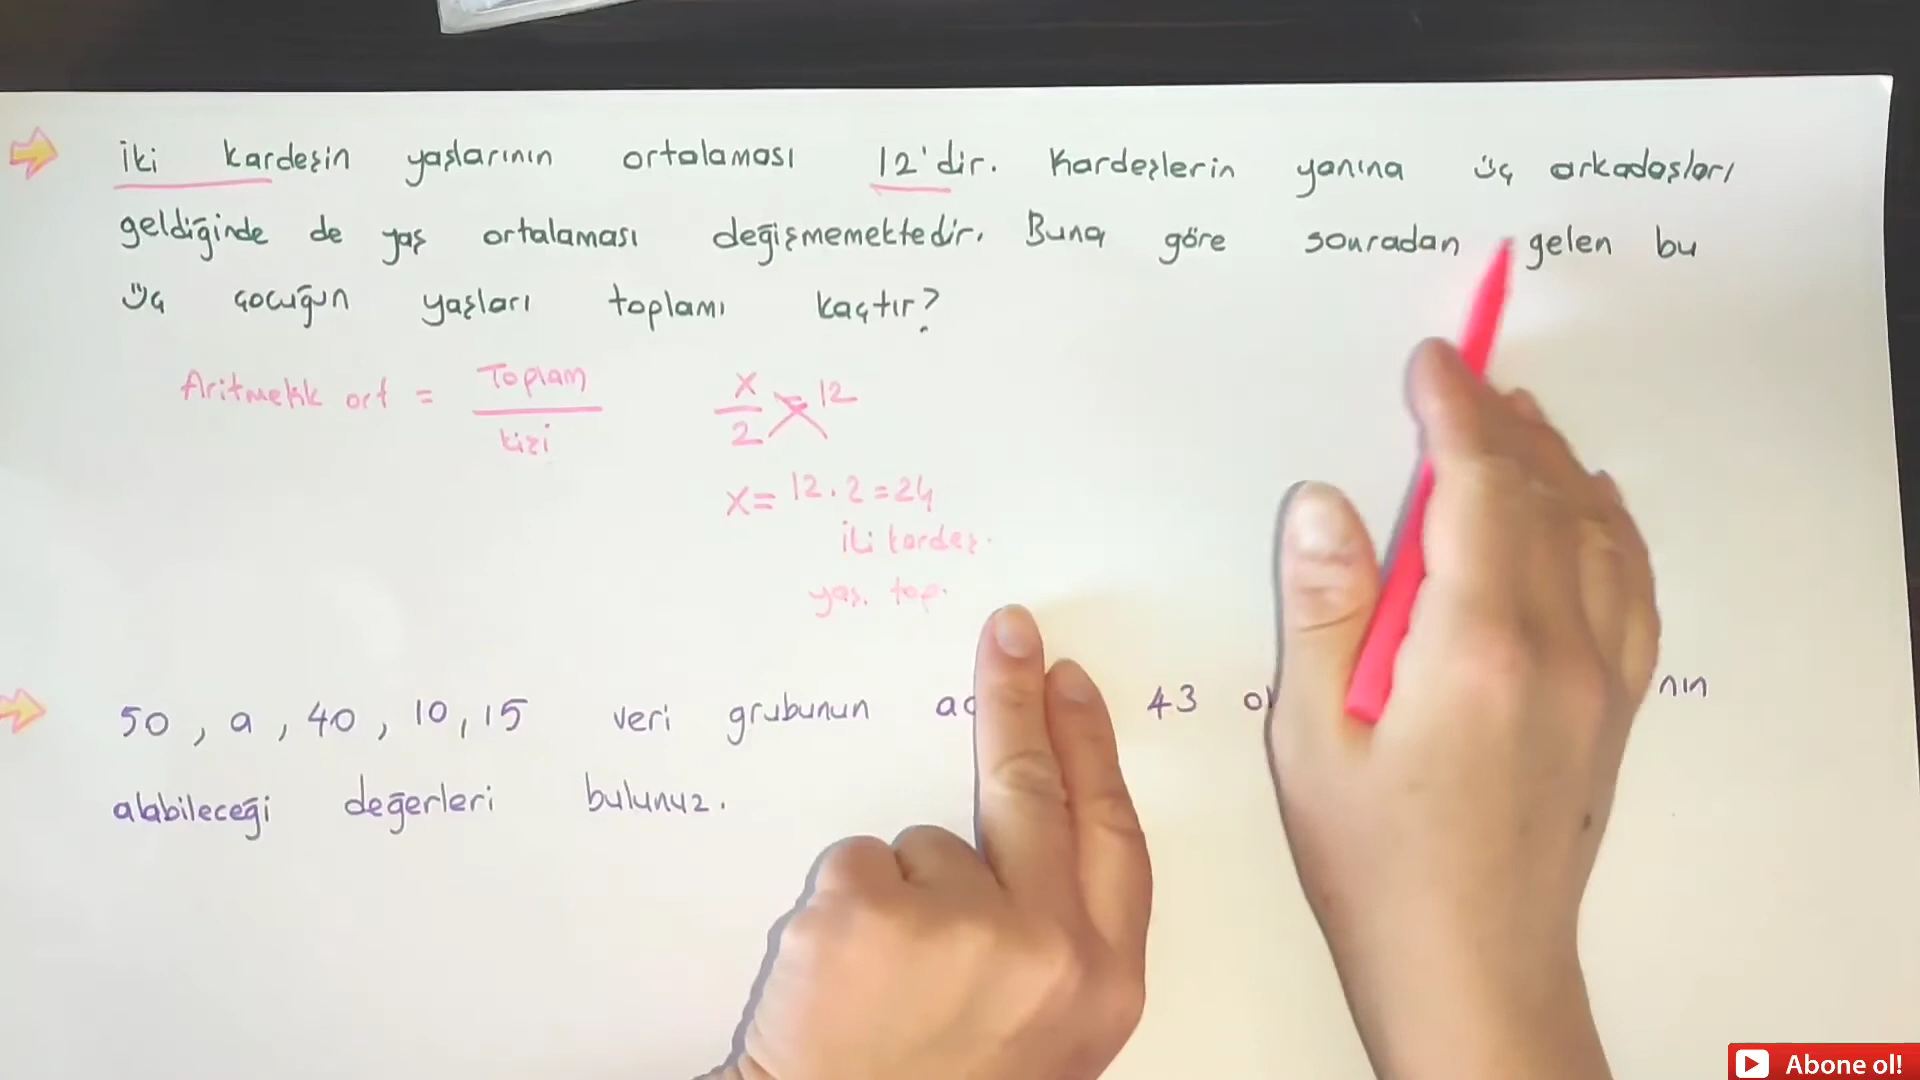 İki kardeşin yaşlarının ortalaması 12'dir. Kardeşlerin yanına üç arkadaşları
geldiğinde de yaş ortalaması değişmemektedir. Buna göre sonradan gelen bu
üç çocuğun yaşları toplamı kaçtır?
Aritmetik ort = Toplam / kişi
x / 2 = 12
x = 12.2=24
iki kardeş.
yaş. top.
50, a, 40, 10, 15 veri grubunun 43
alabileceği değerleri bulunuz.
Abone ol!